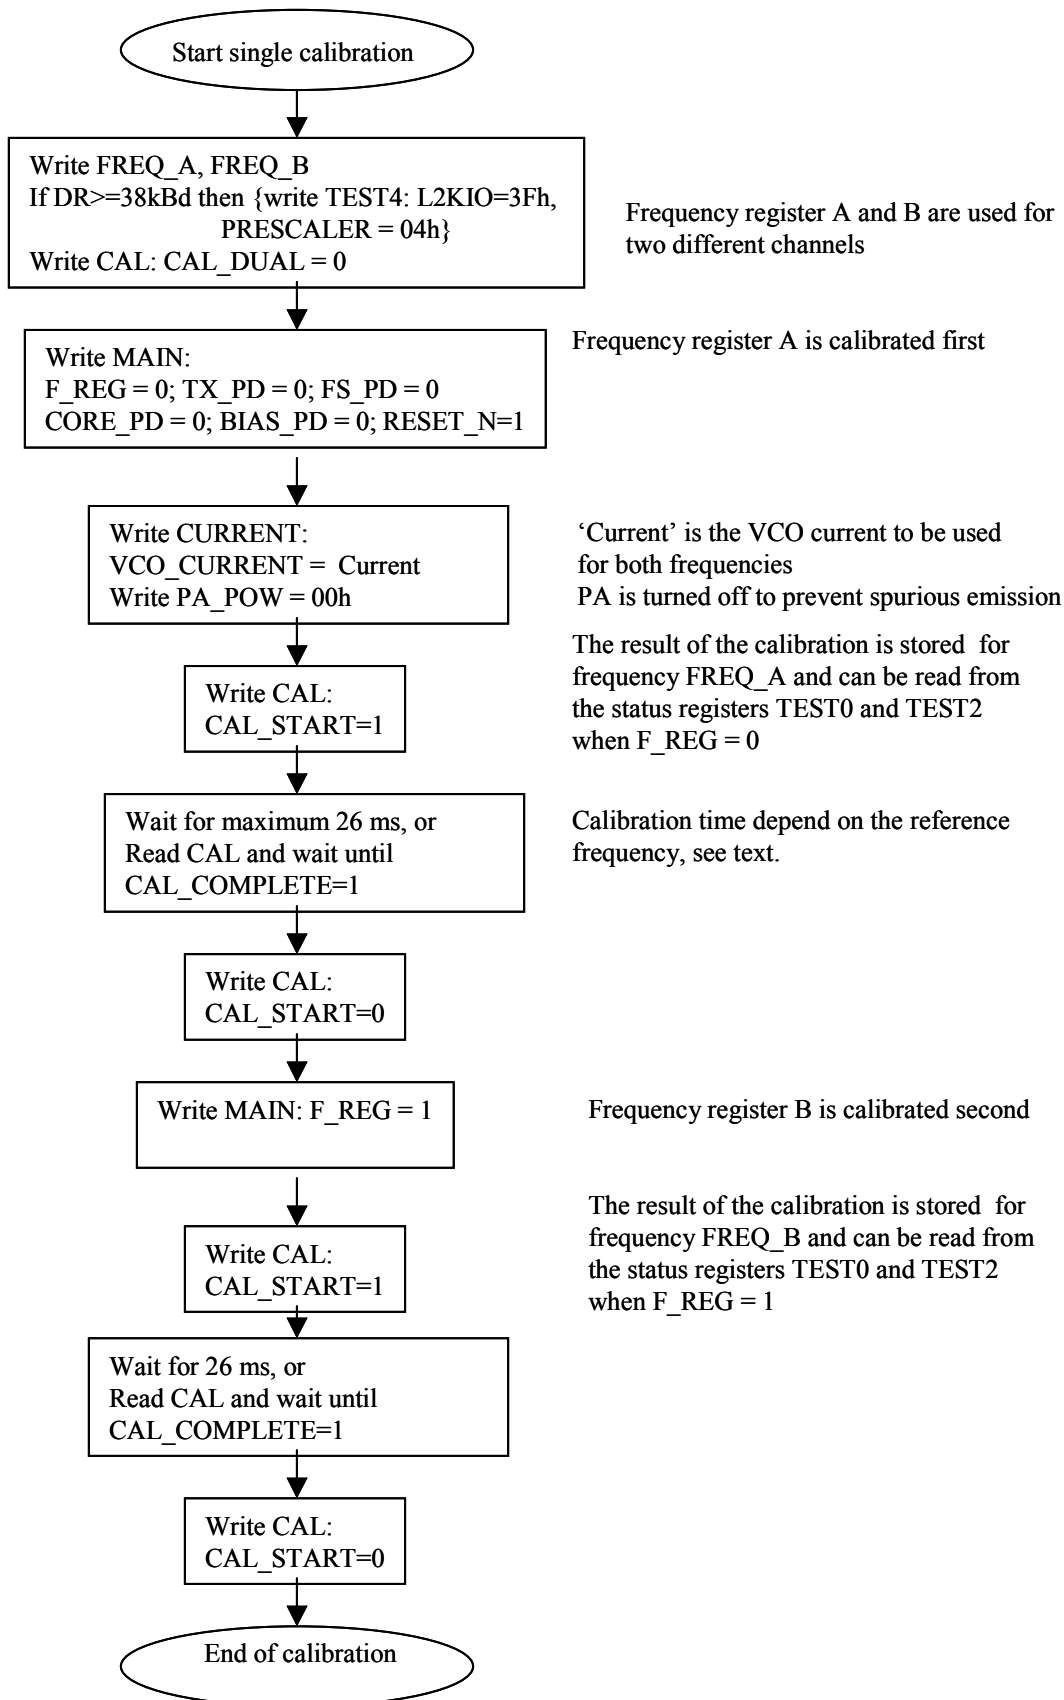 Start single calibration
Write FREQ_A, FREQ_B
If DR>=38kBd then {write TEST4: L2KIO=3Fh,
PRESCALER = 04h}
Write CAL: CAL_DUAL = 0
Frequency register A and B are used for
two different channels
Write MAIN:
F_REG = 0; TX_PD = 0; FS_PD = 0
CORE_PD = 0; BIAS_PD = 0; RESET_N=1
Frequency register A is calibrated first
Write CURRENT:
VCO_CURRENT = Current
Write PA_POW = 00h
‘Current’ is the VCO current to be used
for both frequencies
PA is turned off to prevent spurious emission
Write CAL:
CAL_START=1
The result of the calibration is stored for
frequency FREQ_A and can be read from
the status registers TEST0 and TEST2
when F_REG = 0
Wait for maximum 26 ms, or
Read CAL and wait until
CAL_COMPLETE=1
Calibration time depend on the reference
frequency, see text.
Write CAL:
CAL_START=0
Write MAIN: F_REG = 1
Frequency register B is calibrated second
Write CAL:
CAL_START=1
The result of the calibration is stored for
frequency FREQ_B and can be read from
the status registers TEST0 and TEST2
when F_REG = 1
Wait for 26 ms, or
Read CAL and wait until
CAL_COMPLETE=1
Write CAL:
CAL_START=0
End of calibration